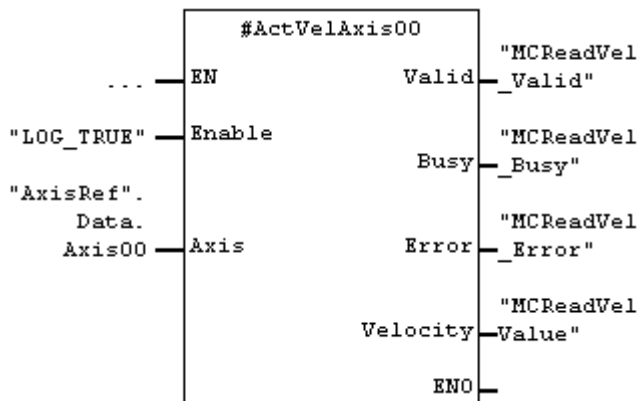 #ActVelAxis00
"MCReadVel
... EN Valid _Valid"
"LOG_TRUE" Enable "MCReadVel
Busy _Busy"
"AxisRef".
Data. "MCReadVel
Axis00 Axis Error _Error"
"MCReadVel
Velocity Value"
ENO